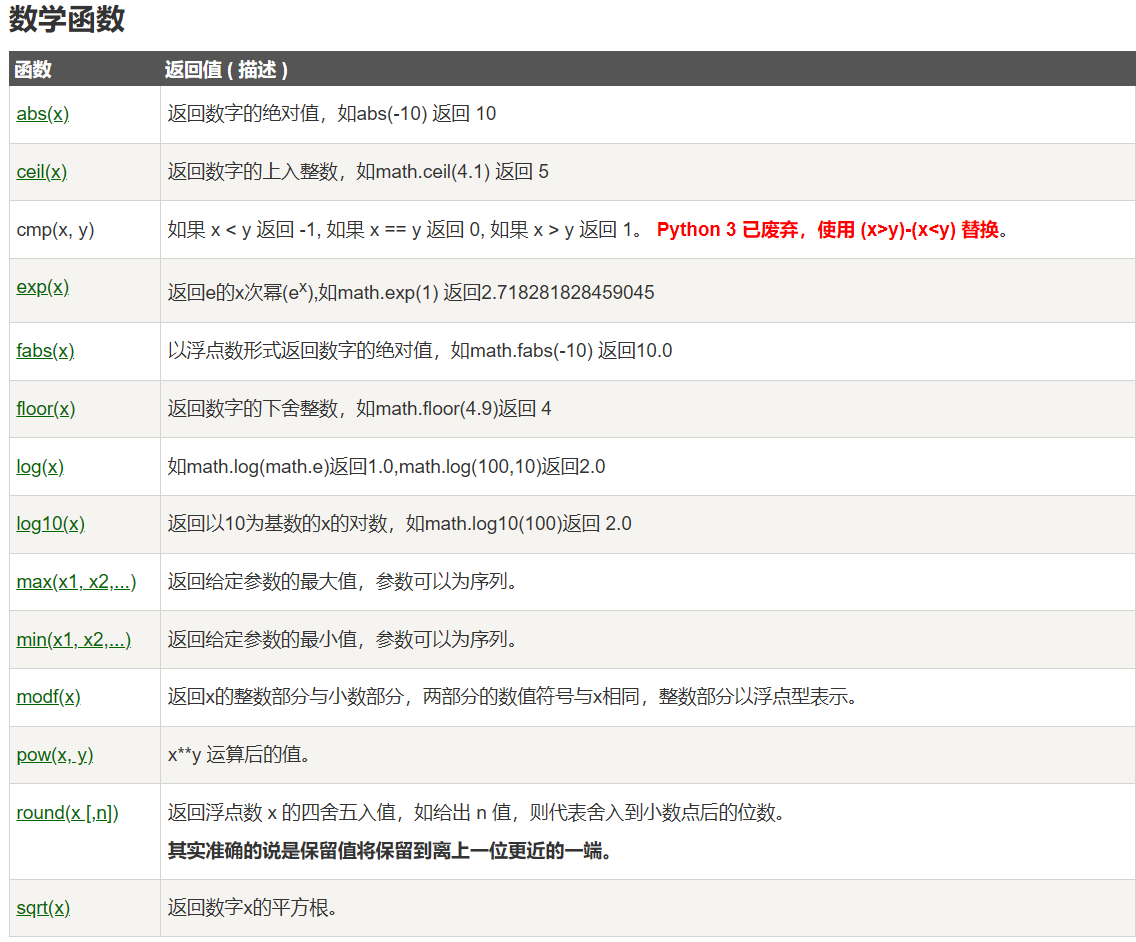 数学函数
函数 返回值 ( 描述 )
abs(x) 返回数字的绝对值，如abs(-10) 返回 10
ceil(x) 返回数字的上入整数，如math.ceil(4.1) 返回 5
cmp(x, y) 如果 x < y 返回 -1, 如果 x == y 返回 0, 如果 x > y 返回 1。 Python 3 已废弃，使用 (x>y)-(x<y) 替换。
exp(x) 返回e的x次幂(eˣ),如math.exp(1) 返回2.718281828459045
fabs(x) 以浮点数形式返回数字的绝对值，如math.fabs(-10) 返回10.0
floor(x) 返回数字的下舍整数，如math.floor(4.9)返回 4
log(x) 如math.log(math.e)返回1.0,math.log(100,10)返回2.0
log10(x) 返回以10为基数的x的对数，如math.log10(100)返回 2.0
max(x1, x2,...) 返回给定参数的最大值，参数可以为序列。
min(x1, x2,...) 返回给定参数的最小值，参数可以为序列。
modf(x) 返回x的整数部分与小数部分，两部分的数值符号与x相同，整数部分以浮点型表示。
pow(x, y) x**y 运算后的值。
round(x [,n]) 返回浮点数 x 的四舍五入值，如给出 n 值，则代表舍入到小数点后的位数。
其实准确的说是保留值将保留到离上一位更近的一端。
sqrt(x) 返回数字x的平方根。